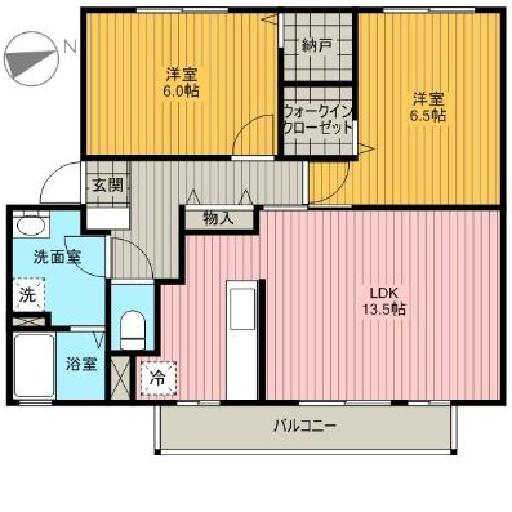 N
洋室
6.0帖
納戸
ウォークイン
クローゼット
洋室
6.5帖
玄関
物入
洗面室
洗
浴室
冷
LDK
13.5帖
バルコニー